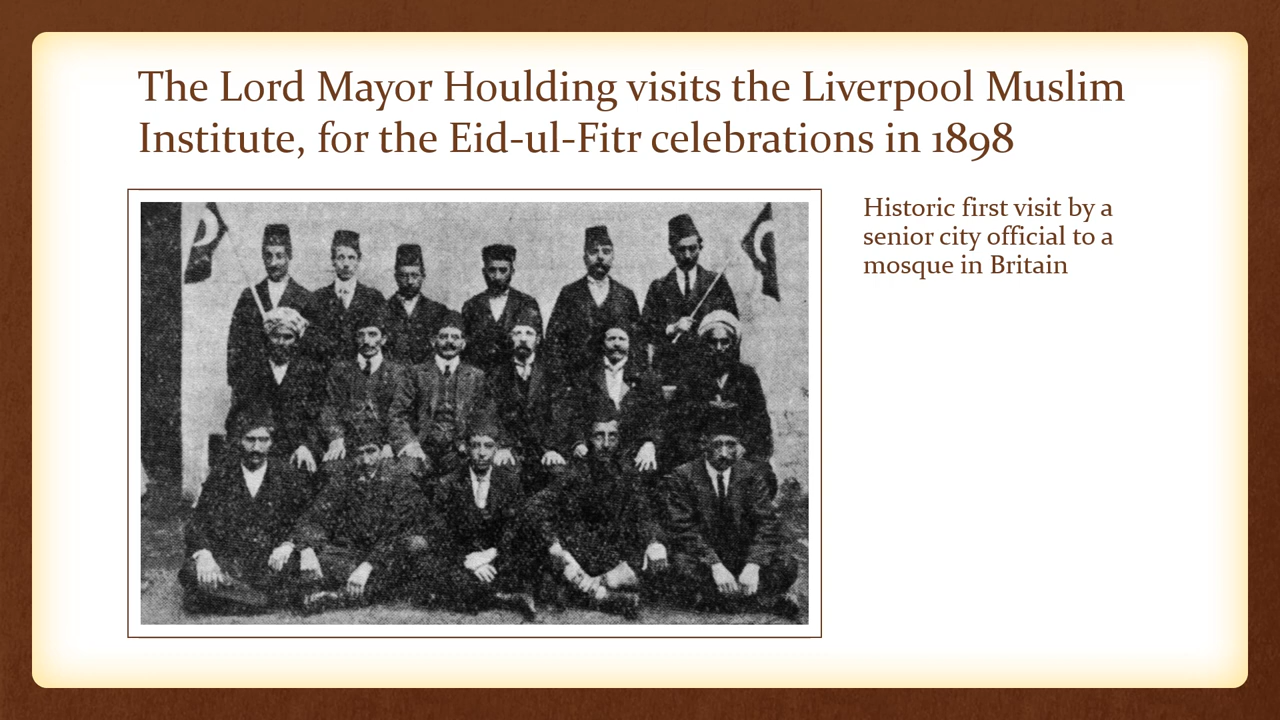 The Lord Mayor Houlding visits the Liverpool Muslim
Institute, for the Eid-ul-Fitr celebrations in 1898
Historic first visit by a
senior city official to a
mosque in Britain